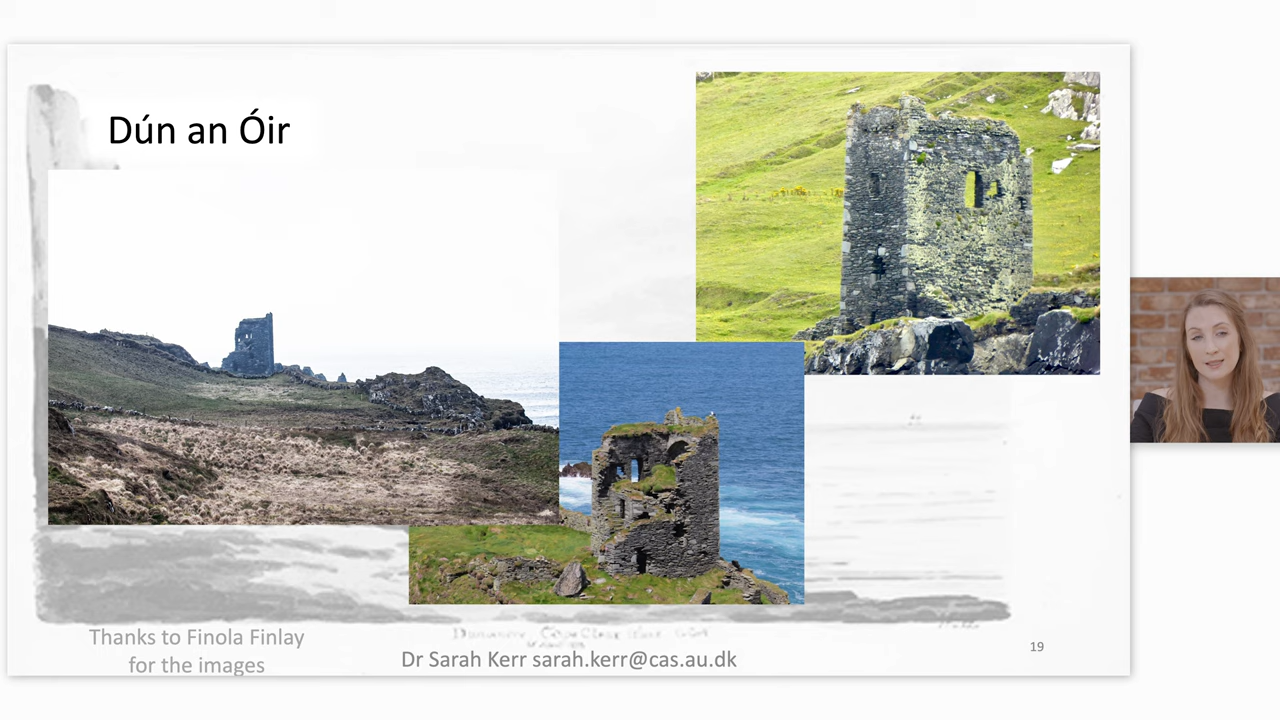 Dún an Óir
Thanks to Finola Finlay
for the images
Dr Sarah Kerr sarah.kerr@cas.au.dk
19